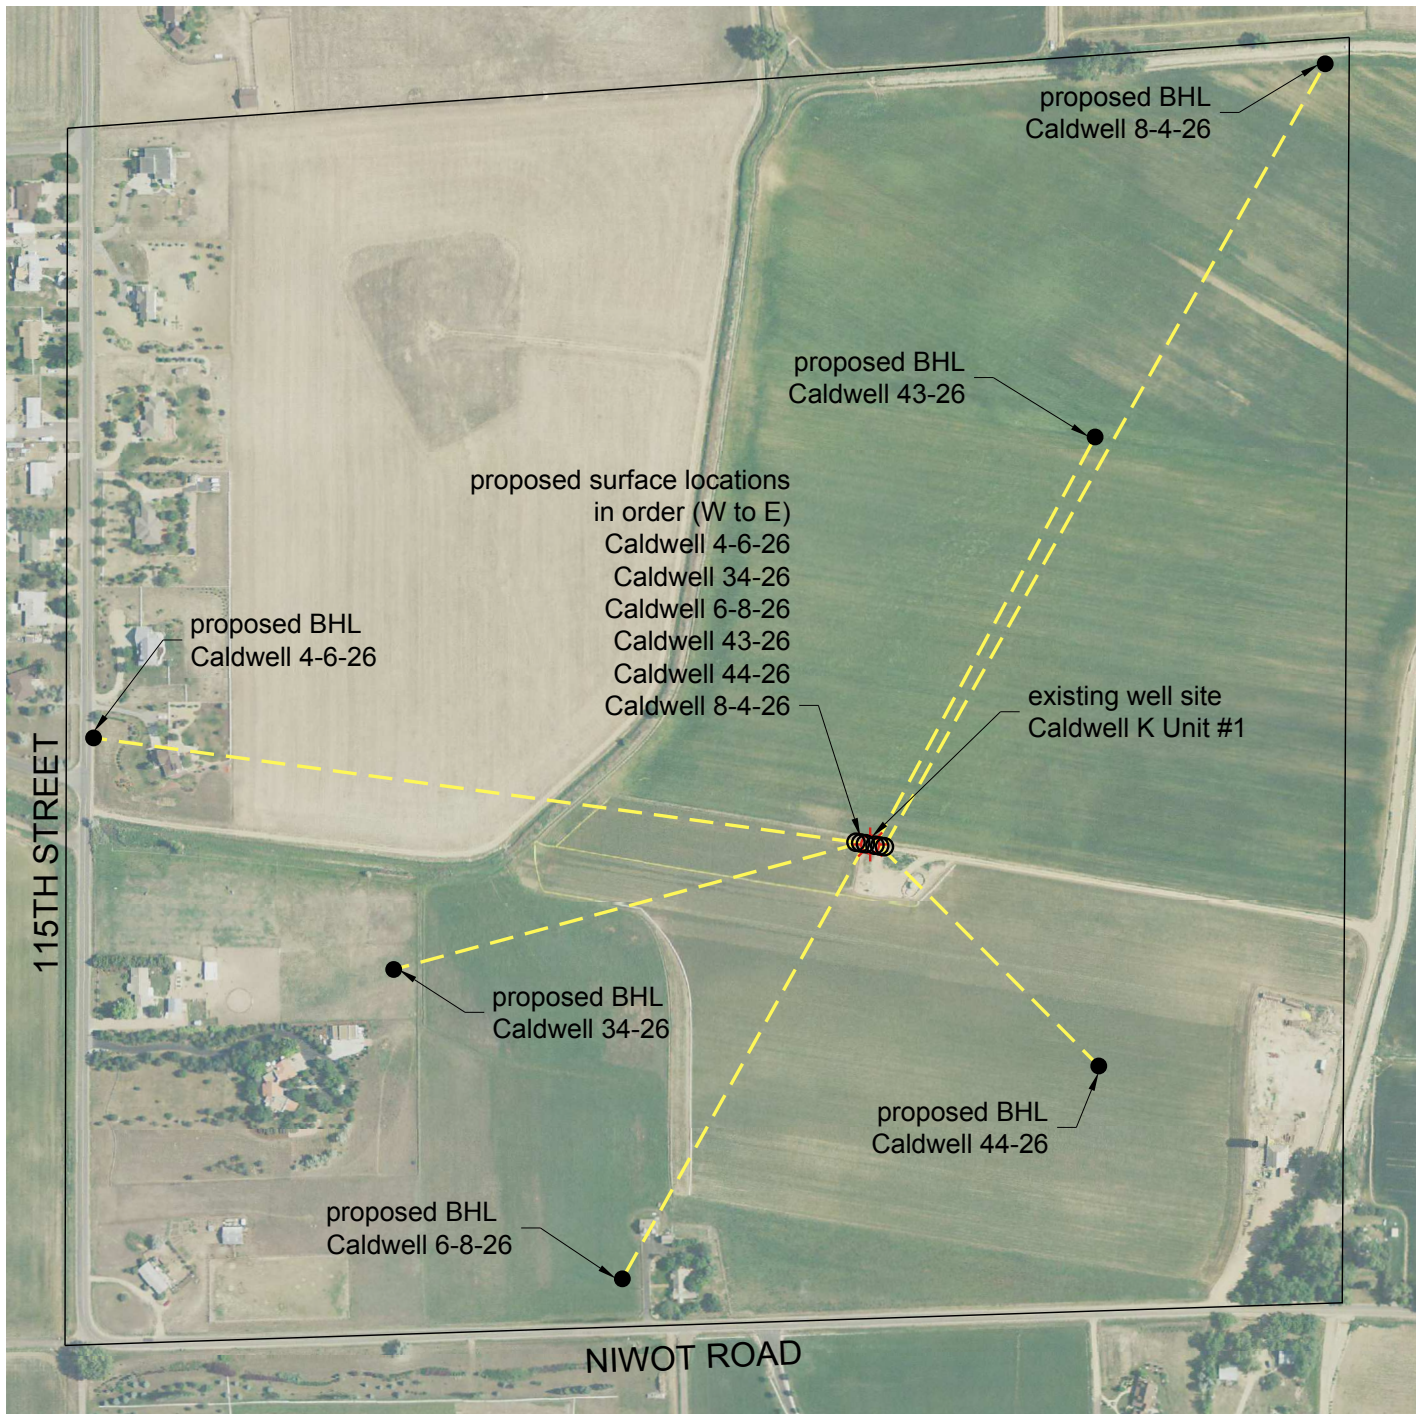 proposed BHL
Caldwell 8-4-26
proposed BHL
Caldwell 43-26
proposed surface locations
in order (W to E)
Caldwell 4-6-26
Caldwell 34-26
Caldwell 6-8-26
Caldwell 43-26
Caldwell 44-26
Caldwell 8-4-26
proposed BHL
Caldwell 4-6-26
existing well site
Caldwell K Unit #1
115TH STREET
proposed BHL
Caldwell 34-26
proposed BHL
Caldwell 44-26
proposed BHL
Caldwell 6-8-26
NIWOT ROAD